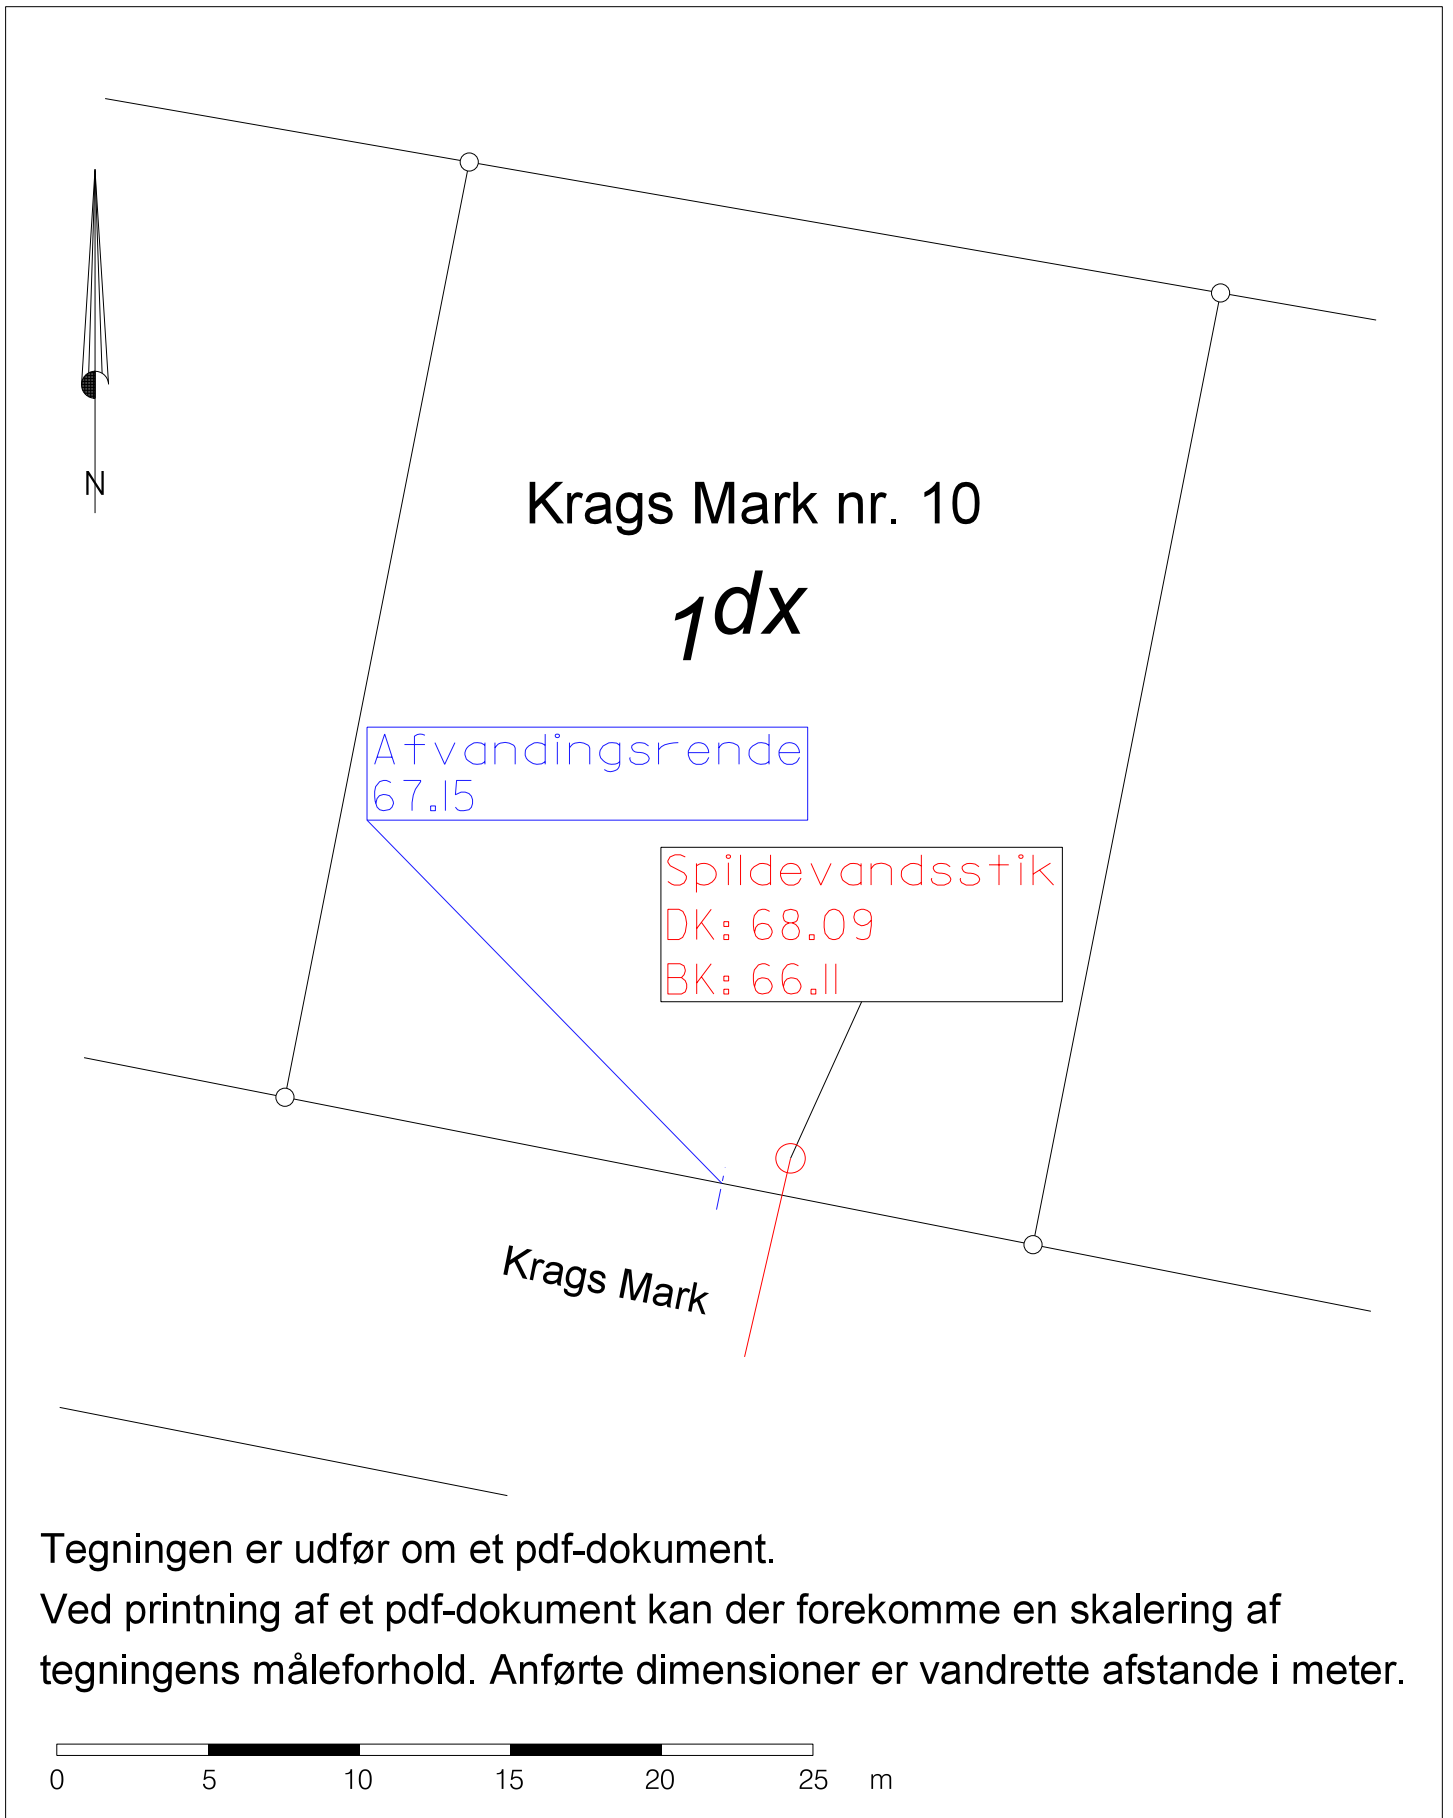 N
Krags Mark nr. 10
1dx
Afvandingsrende
67.15
Spildevandsstik
DK: 68.09
BK: 66.11
Krags Mark
Tegningen er udfør om et pdf-dokument.
Ved printning af et pdf-dokument kan der forekomme en skalering af
tegningens måleforhold. Anførte dimensioner er vandrette afstande i meter.
0 5 10 15 20 25 m